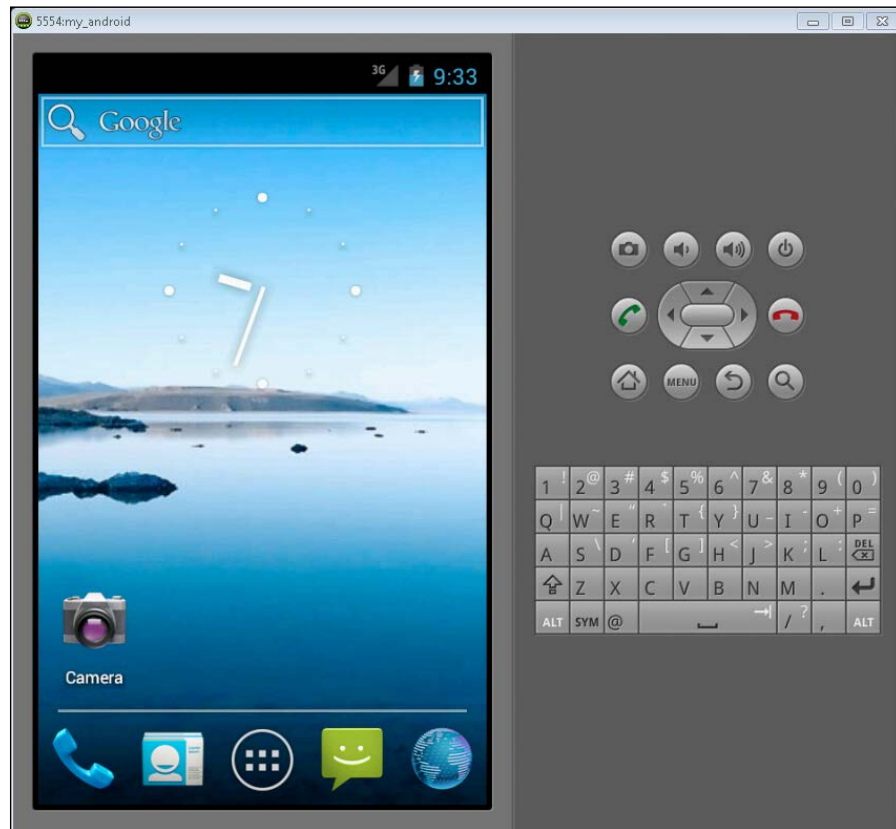 5554:my_android
3G 9:33
Google
Camera
MENU
1 ! 2 @ 3 # 4 $ 5 % 6 ^ 7 & 8 * 9 ( 0 )
Q | W ~ E " R ` T { Y } U _ I - O + P =
A S \ D ' F [ G ] H < J > K ; L : DEL
Z X C V B N M .
ALT SYM @ / ? , ALT